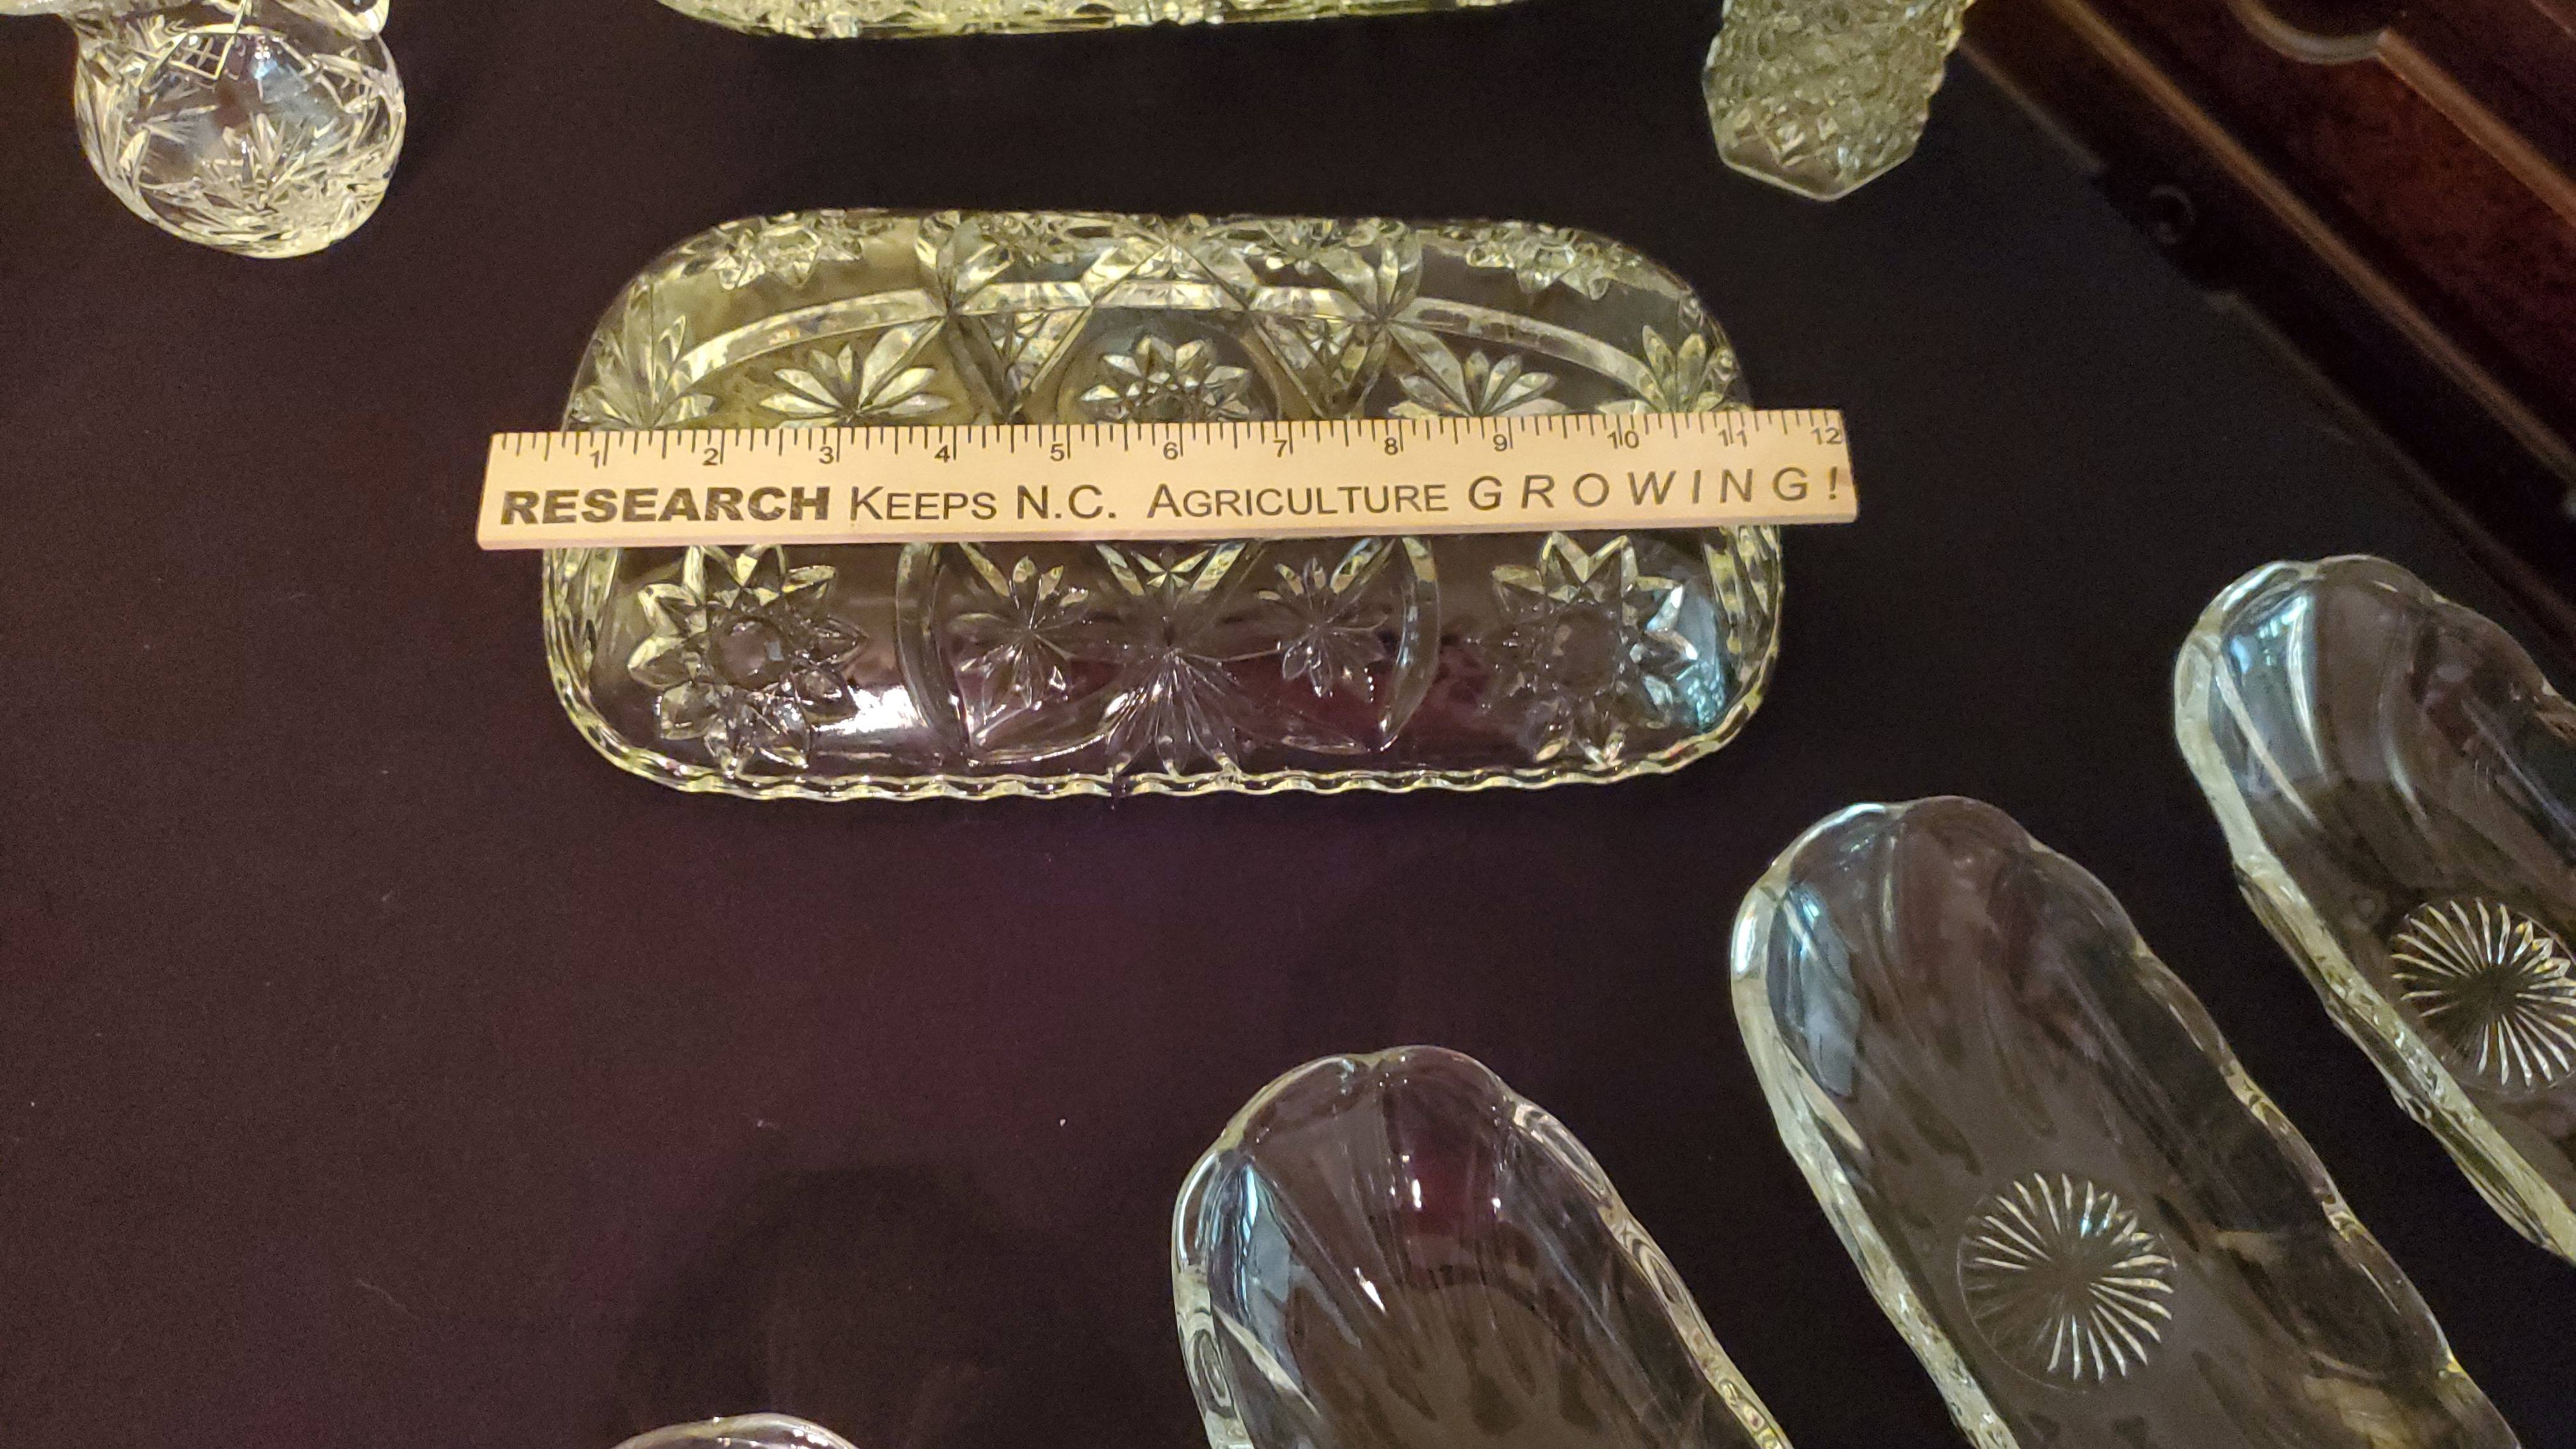 1 2 3 4 5 6 7 8 9 10 11 12
RESEARCH KEEPS N.C. AGRICULTURE GROWING!